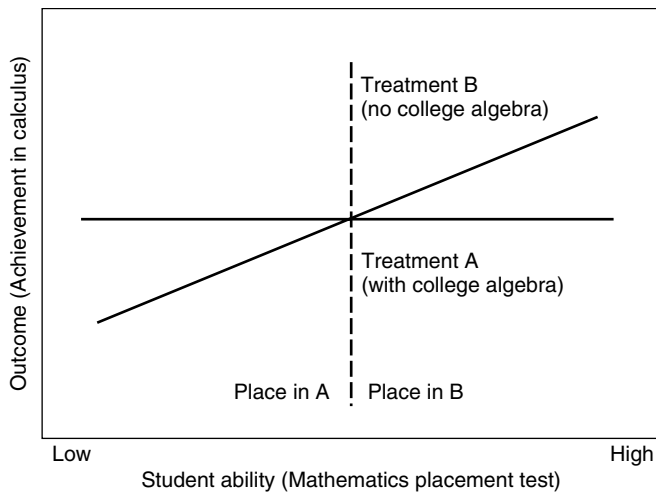 Outcome (Achievement in calculus)
Treatment B
(no college algebra)
Treatment A
(with college algebra)
Place in A
Place in B
Low
High
Student ability (Mathematics placement test)